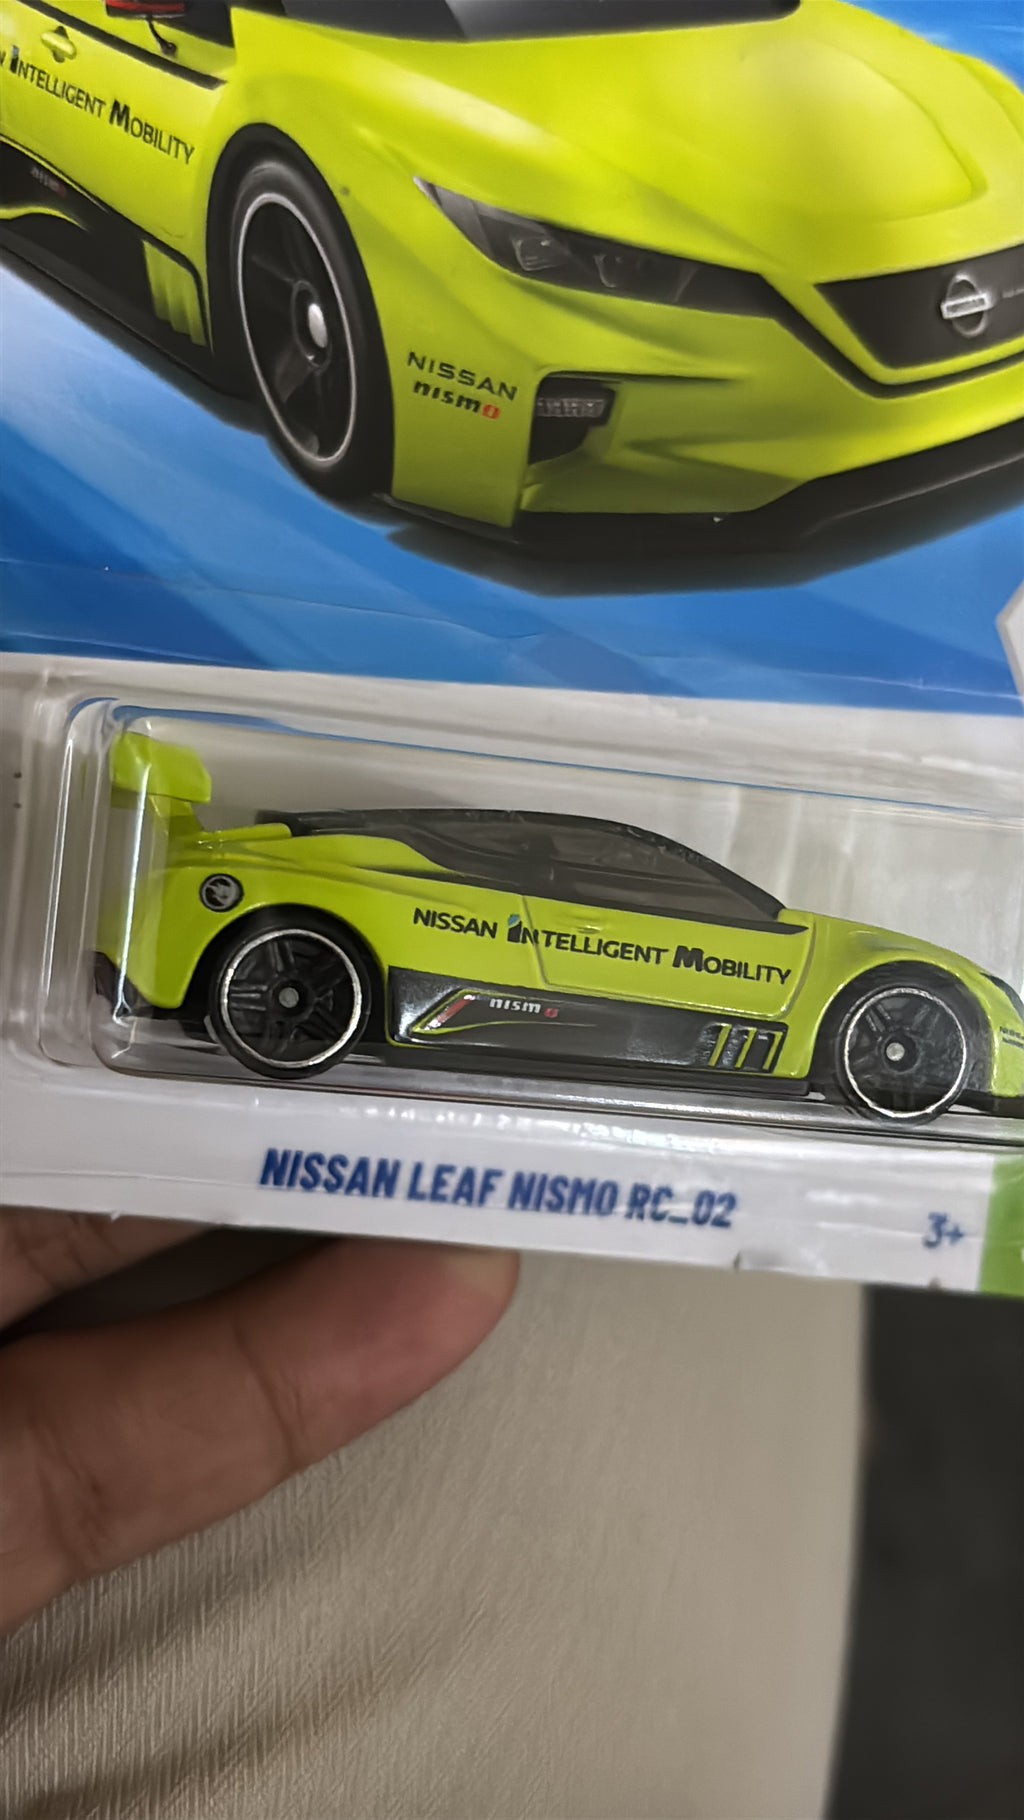 INTELLIGENT MOBILITY
NISSAN
nismo
NISSAN INTELLIGENT MOBILITY
nismo
NISSAN LEAF NISMO RC_02
3+